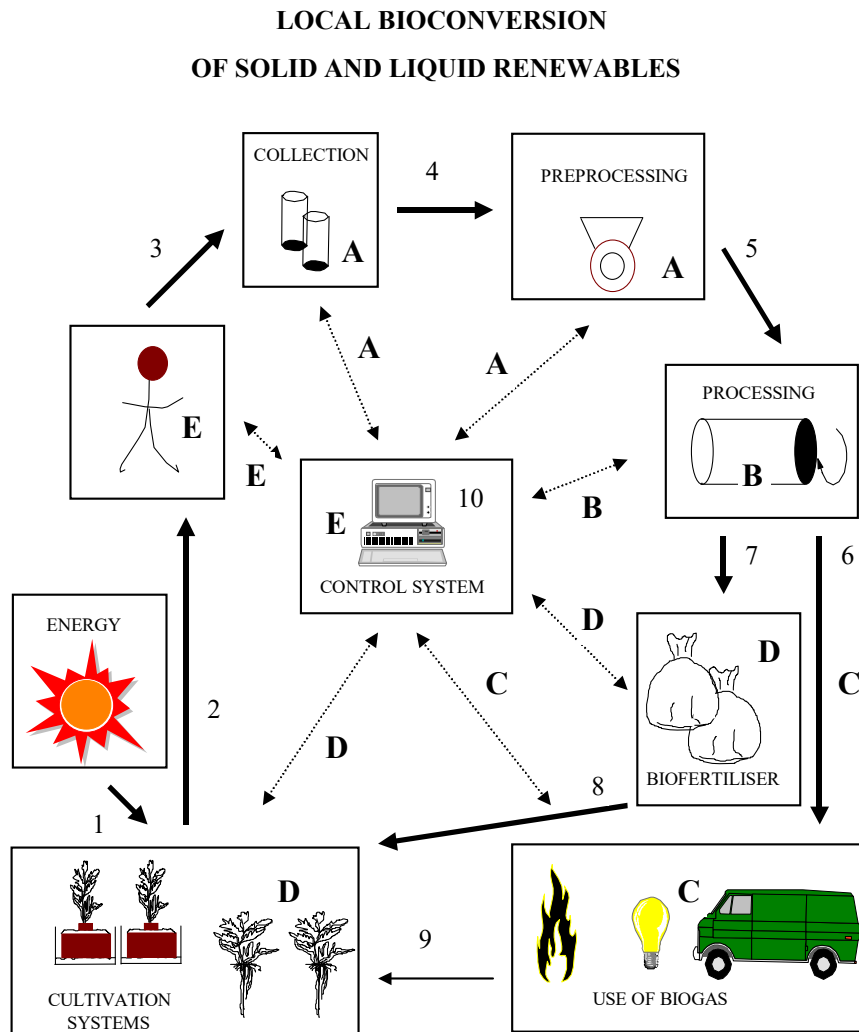 LOCAL BIOCONVERSION
OF SOLID AND LIQUID RENEWABLES
COLLECTION
A
4
PREPROCESSING
A
3
5
E
A
A
PROCESSING
B
E
10
E
CONTROL SYSTEM
B
7
6
ENERGY
2
D
D
C
C
D
BIOFERTILISER
1
8
D
C
9
CULTIVATION
SYSTEMS
USE OF BIOGAS